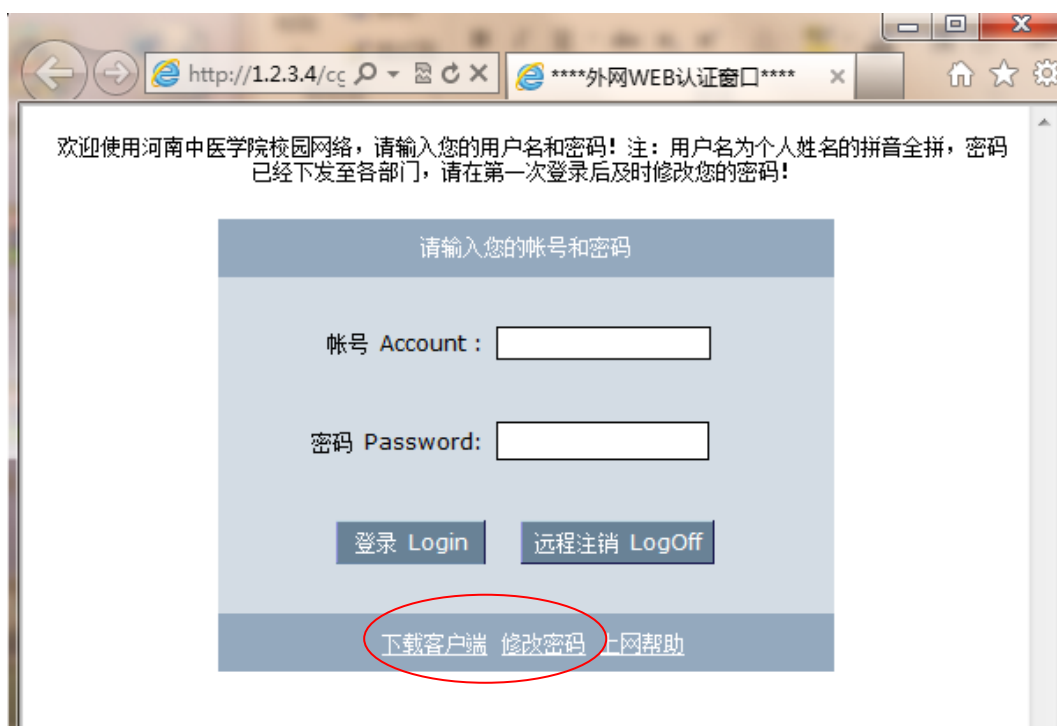 http://1.2.3.4/cg
****外网WEB认证窗口****
欢迎使用河南中医学院校园网络，请输入您的用户名和密码！注：用户名为个人姓名的拼音全拼，密码
已经下发至各部门，请在第一次登录后及时修改您的密码！
请输入您的帐号和密码
帐号 Account：
密码 Password:
登录 Login 远程注销 LogOff
下载客户端 修改密码 上网帮助